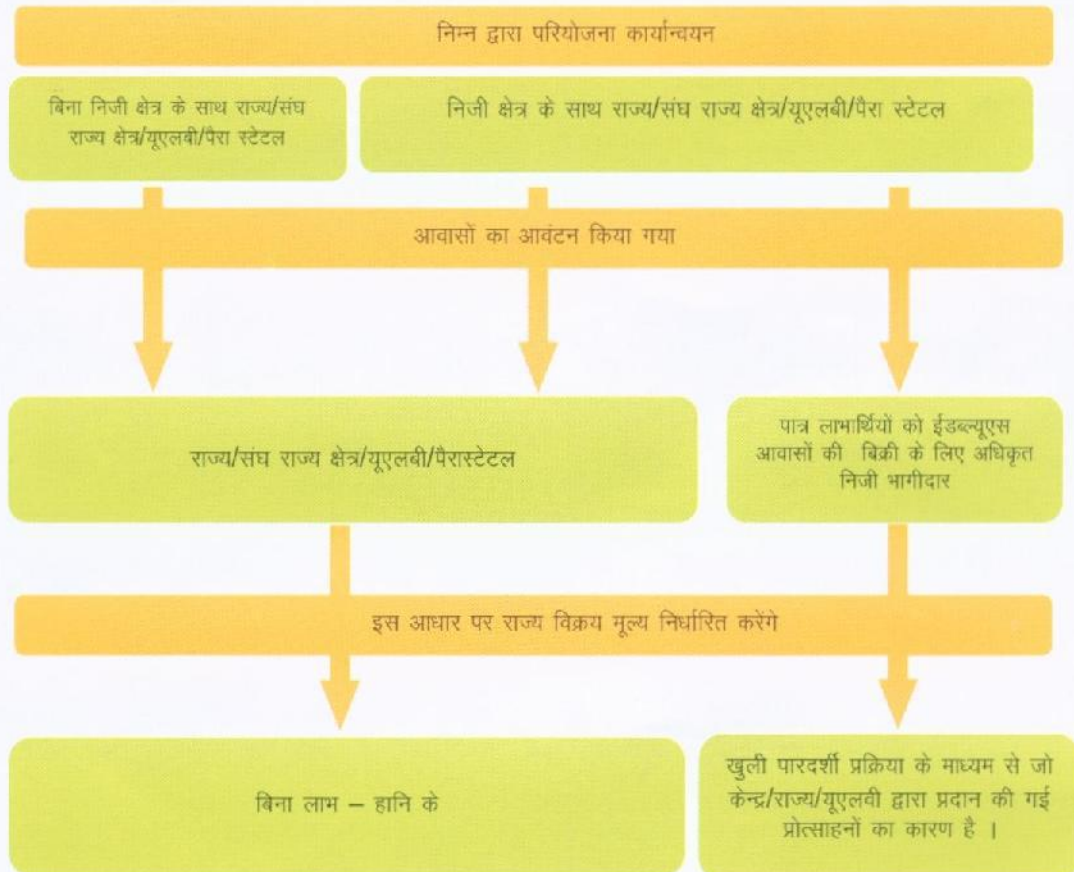 निम्न द्वारा परियोजना कार्यान्वयन
बिना निजी क्षेत्र के साथ राज्य/संघ
राज्य क्षेत्र/यूएलबी/पैरा स्टेटल
निजी क्षेत्र के साथ राज्य/संघ राज्य क्षेत्र/यूएलबी/पैरा स्टेटल
आवासों का आवंटन किया गया
राज्य/संघ राज्य क्षेत्र/यूएलबी/पैरास्टेटल
पात्र लाभार्थियों को ईडब्ल्यूएस
आवासों की बिक्री के लिए अधिकृत
निजी भागीदार
इस आधार पर राज्य विक्रय मूल्य निर्धारित करेंगे
बिना लाभ – हानि के
खुली पारदर्शी प्रक्रिया के माध्यम से जो
केन्द्र/राज्य/यूएलवी द्वारा प्रदान की गई
प्रोत्साहनों का कारण है ।